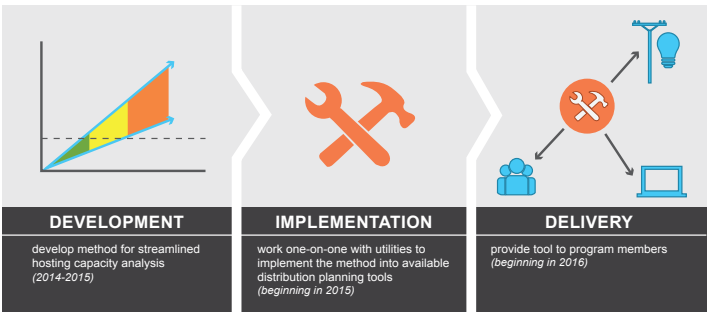 DEVELOPMENT
develop method for streamlined
hosting capacity analysis
(2014-2015)
IMPLEMENTATION
work one-on-one with utilities to
implement the method into available
distribution planning tools
(beginning in 2015)
DELIVERY
provide tool to program members
(beginning in 2016)